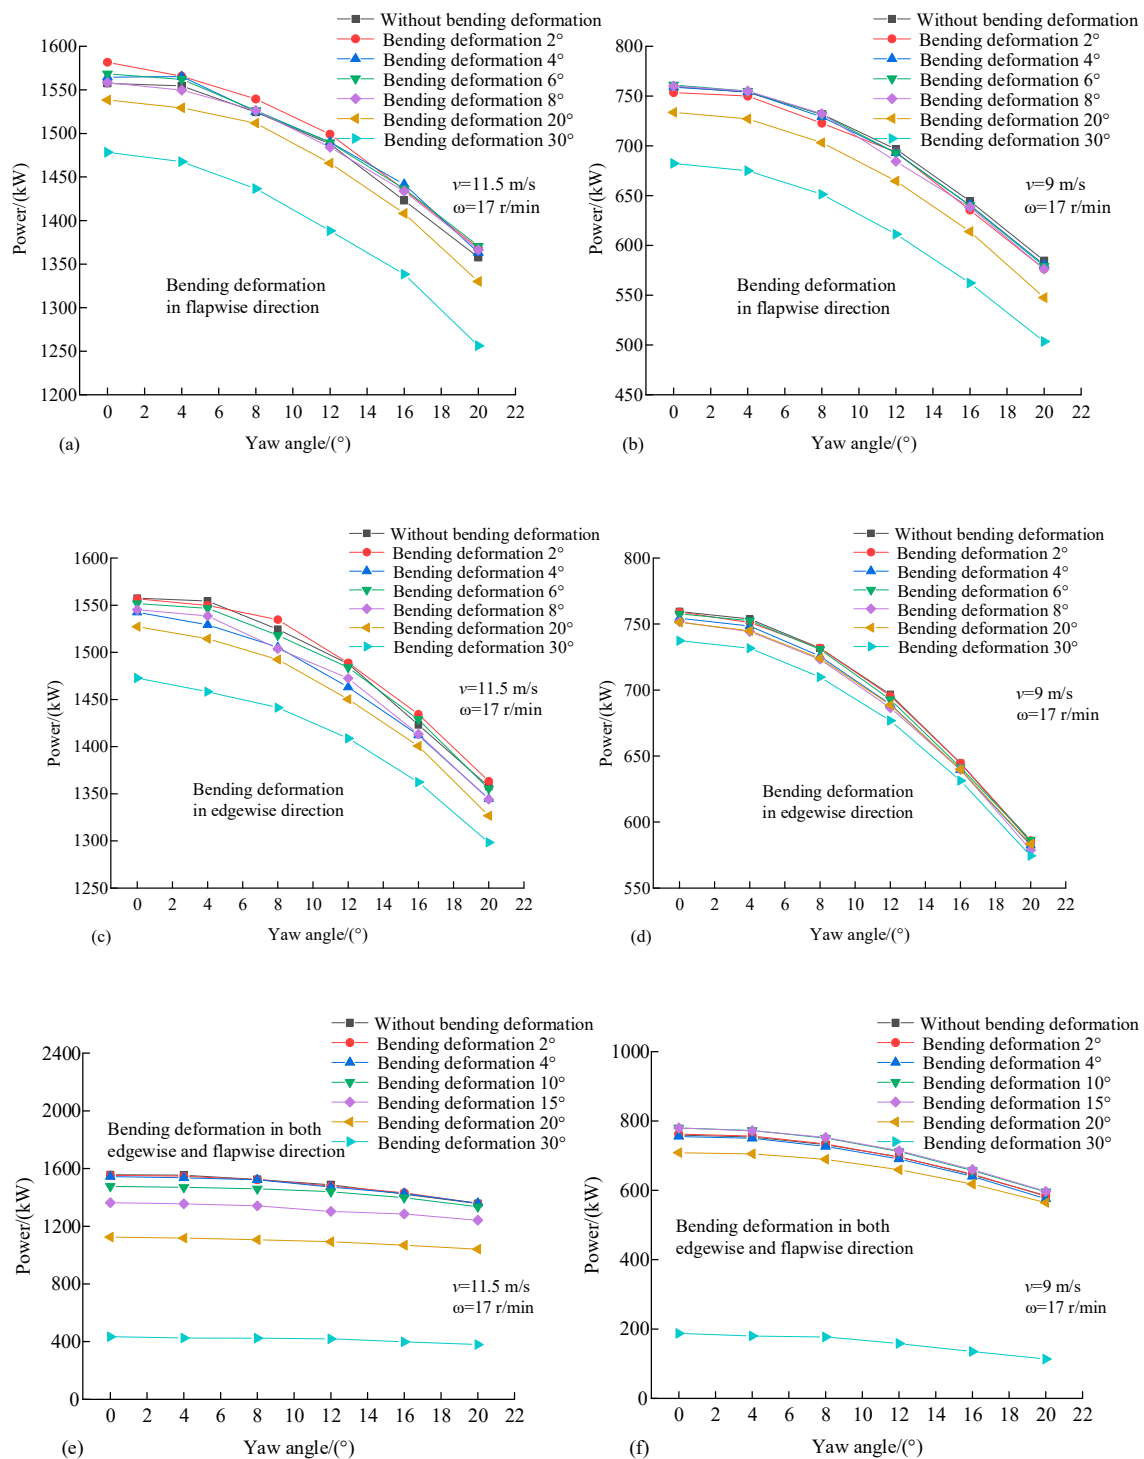 Without bending deformation
Bending deformation 2°
Bending deformation 4°
Bending deformation 6°
Bending deformation 8°
Bending deformation 20°
Bending deformation 30°
1600
1550
1500
1450
1400
1350
1300
1250
1200
Power/(kW)
v=11.5 m/s
ω=17 r/min
Bending deformation
in flapwise direction
0 2 4 6 8 10 12 14 16 18 20 22
(a)
Yaw angle/(°)
Without bending deformation
Bending deformation 2°
Bending deformation 4°
Bending deformation 6°
Bending deformation 8°
Bending deformation 20°
Bending deformation 30°
800
750
700
650
600
550
500
450
Power/(kW)
v=9 m/s
ω=17 r/min
Bending deformation
in flapwise direction
0 2 4 6 8 10 12 14 16 18 20 22
(b)
Yaw angle/(°)
Without bending deformation
Bending deformation 2°
Bending deformation 4°
Bending deformation 6°
Bending deformation 8°
Bending deformation 20°
Bending deformation 30°
1600
1550
1500
1450
1400
1350
1300
1250
Power/(kW)
v=11.5 m/s
ω=17 r/min
Bending deformation
in edgewise direction
0 2 4 6 8 10 12 14 16 18 20 22
(c)
Yaw angle/(°)
Without bending deformation
Bending deformation 2°
Bending deformation 4°
Bending deformation 6°
Bending deformation 8°
Bending deformation 20°
Bending deformation 30°
800
750
700
650
600
550
Power/(kW)
v=9 m/s
ω=17 r/min
Bending deformation
in edgewise direction
0 2 4 6 8 10 12 14 16 18 20 22
(d)
Yaw angle/(°)
Without bending deformation
Bending deformation 2°
Bending deformation 4°
Bending deformation 10°
Bending deformation 15°
Bending deformation 20°
Bending deformation 30°
2400
2000
1600
1200
800
400
0
Power/(kW)
Bending deformation in both
edgewise and flapwise direction
v=11.5 m/s
ω=17 r/min
0 2 4 6 8 10 12 14 16 18 20 22
(e)
Yaw angle/(°)
Without bending deformation
Bending deformation 2°
Bending deformation 4°
Bending deformation 10°
Bending deformation 15°
Bending deformation 20°
Bending deformation 30°
1000
800
600
400
200
0
Power/(kW)
Bending deformation in both
edgewise and flapwise direction
v=9 m/s
ω=17 r/min
0 2 4 6 8 10 12 14 16 18 20 22
(f)
Yaw angle/(°)